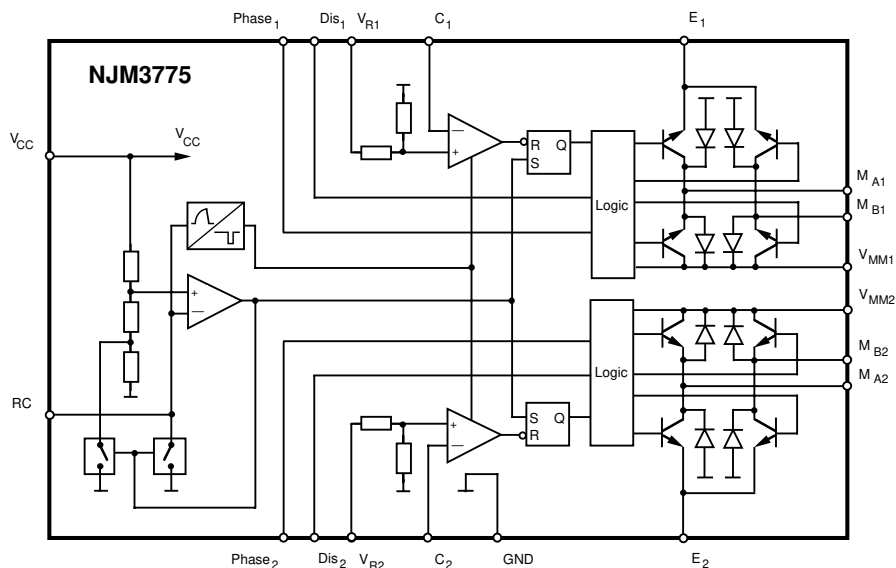 Phase1 Dis1 VR1 C1 E1
NJM3775
VCC VCC
R Q
S
− +
Logic
MA1
MB1
VMM1
+ −
VMM2
Logic
MB2
MA2
RC
+ −
S Q
R
Phase2 Dis2 VR2 C2 GND E2